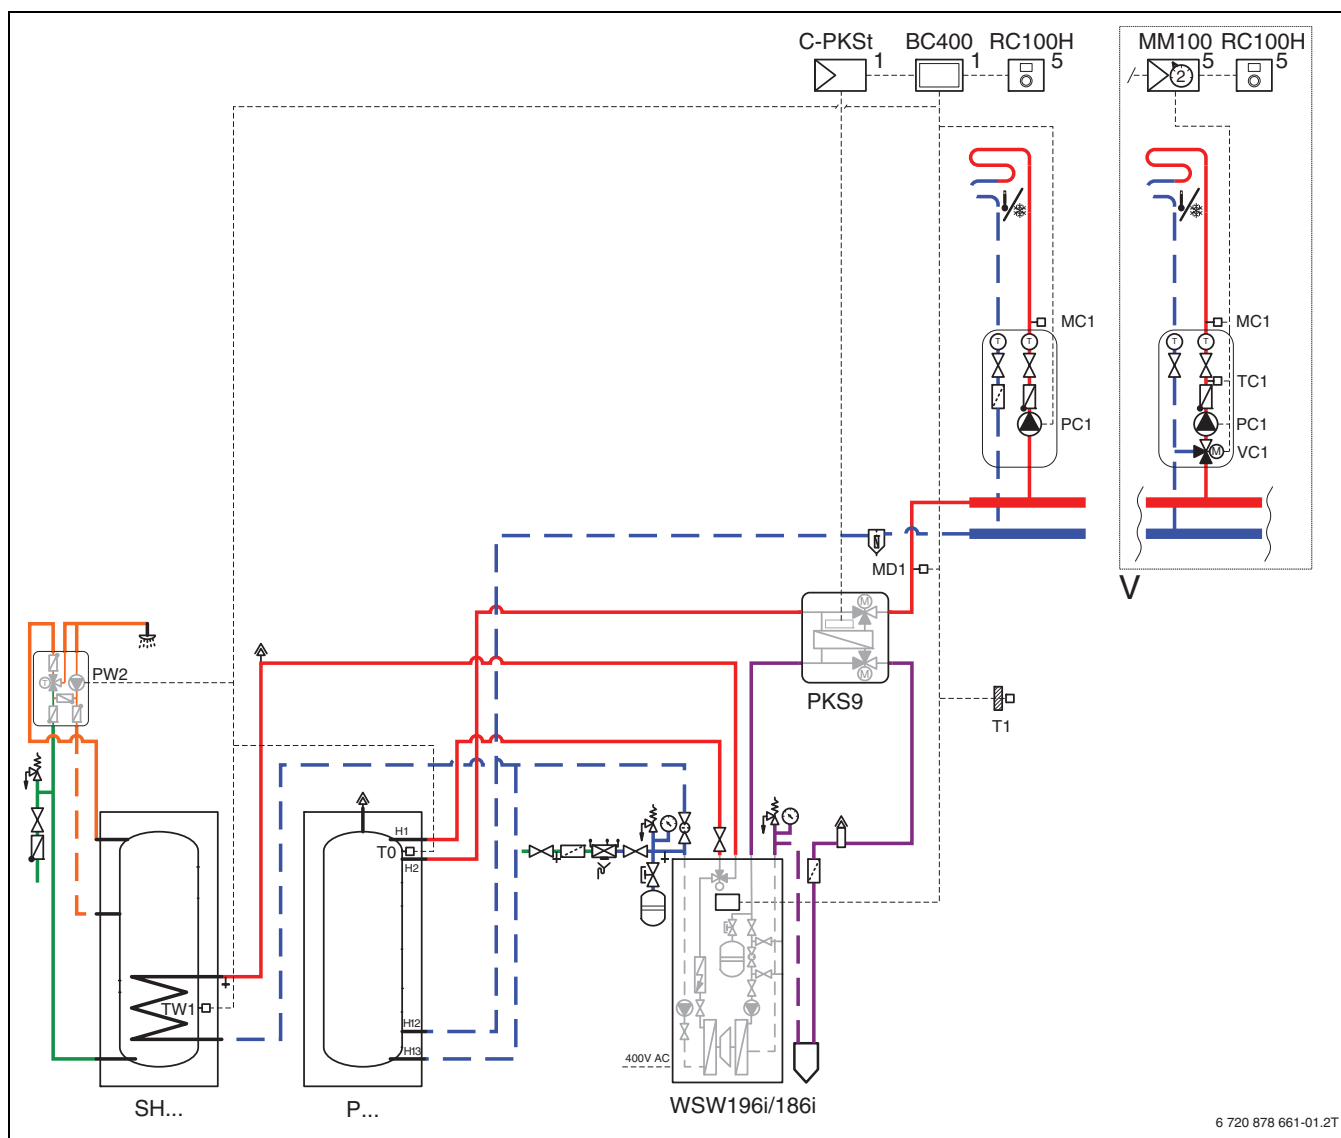 C-PKSt BC400 RC100H MM100 RC100H
1 1 5 5 5
2
MC1 MC1
T T T T
TC1
PC1 PC1
M VC1
MD1
V
M
PW2
T
M
PKS9
T1
H1
T0
H2
TW1
H12
H13
400V AC
SH... P... WSW196i/186i
6 720 878 661-01.2T